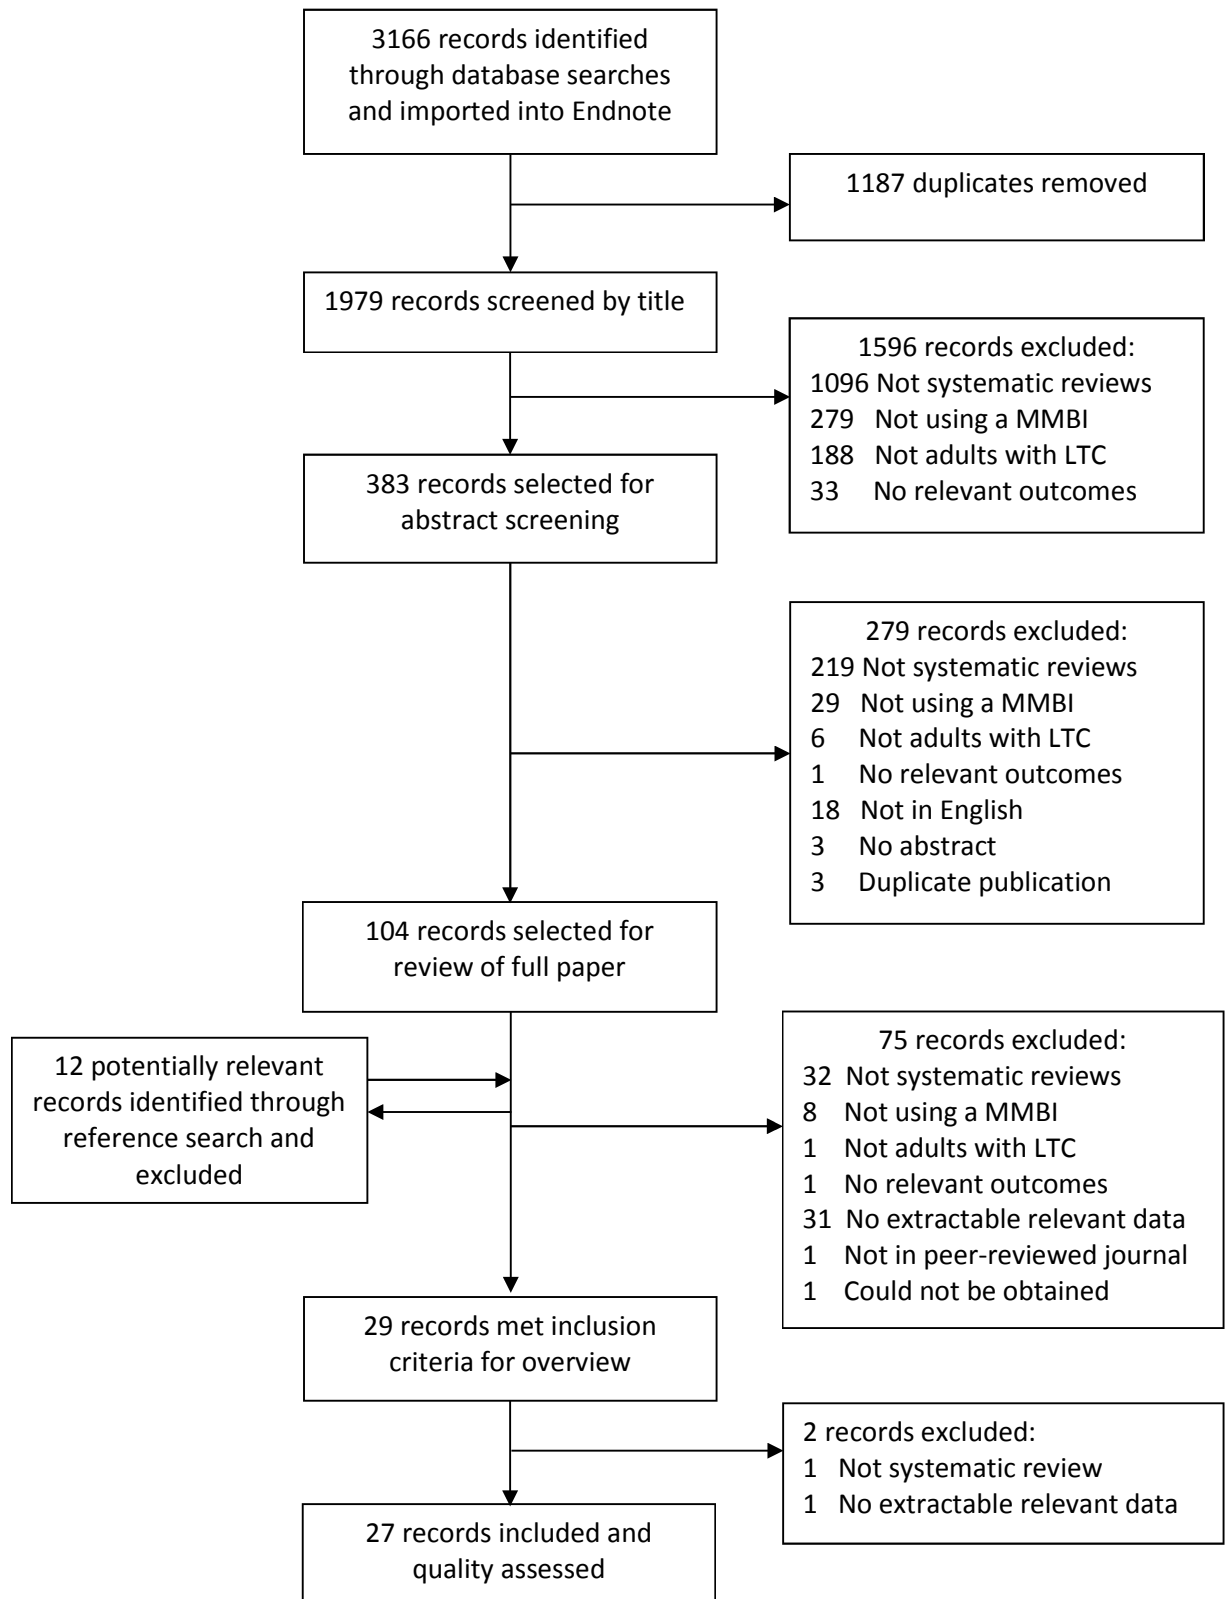 3166 records identified
through database searches
and imported into Endnote
1187 duplicates removed
1979 records screened by title
1596 records excluded:
1096 Not systematic reviews
279 Not using a MMBI
188 Not adults with LTC
33 No relevant outcomes
383 records selected for
abstract screening
279 records excluded:
219 Not systematic reviews
29 Not using a MMBI
6 Not adults with LTC
1 No relevant outcomes
18 Not in English
3 No abstract
3 Duplicate publication
104 records selected for
review of full paper
12 potentially relevant
records identified through
reference search and
excluded
75 records excluded:
32 Not systematic reviews
8 Not using a MMBI
1 Not adults with LTC
1 No relevant outcomes
31 No extractable relevant data
1 Not in peer-reviewed journal
1 Could not be obtained
29 records met inclusion
criteria for overview
2 records excluded:
1 Not systematic review
1 No extractable relevant data
27 records included and
quality assessed